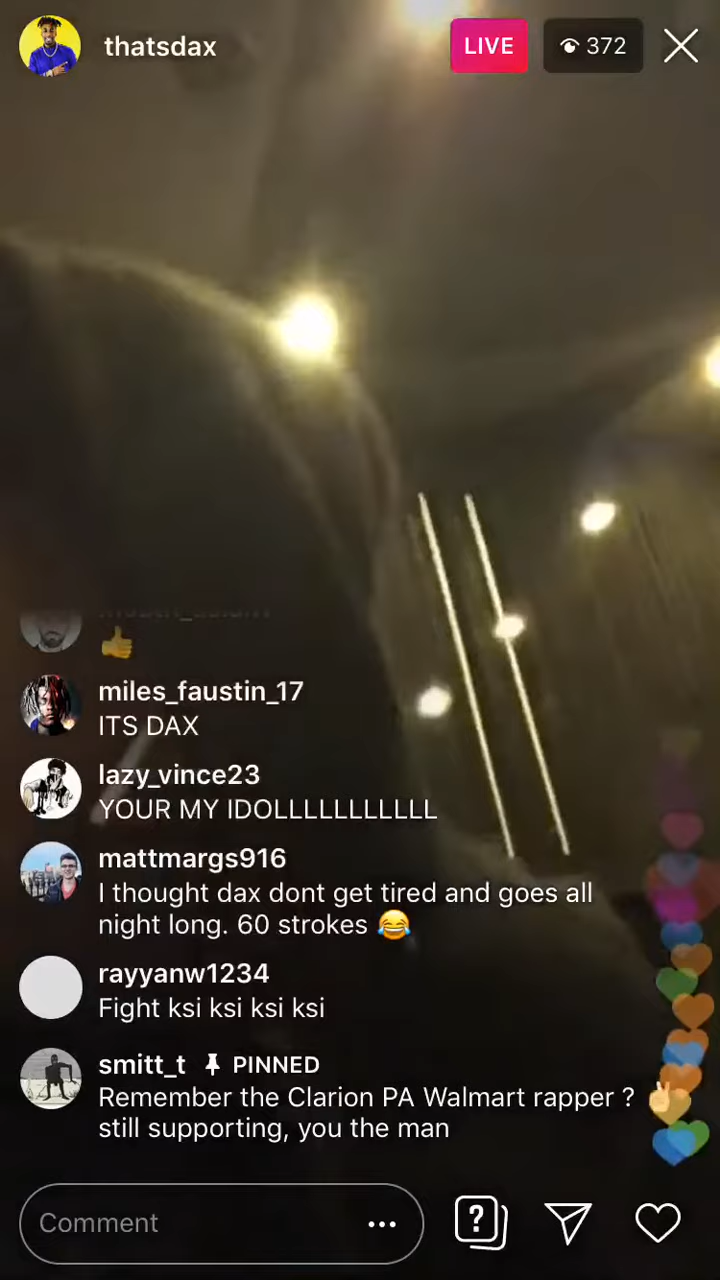 thatsdax
LIVE
372
👍
miles_faustin_17
ITS DAX
lazy_vince23
YOUR MY IDOLLLLLLLLLLL
mattmargs916
I thought dax dont get tired and goes all
night long. 60 strokes 😂
rayyanw1234
Fight ksi ksi ksi ksi
smitt_t PINNED
Remember the Clarion PA Walmart rapper ? ✌🏻
still supporting, you the man
Comment